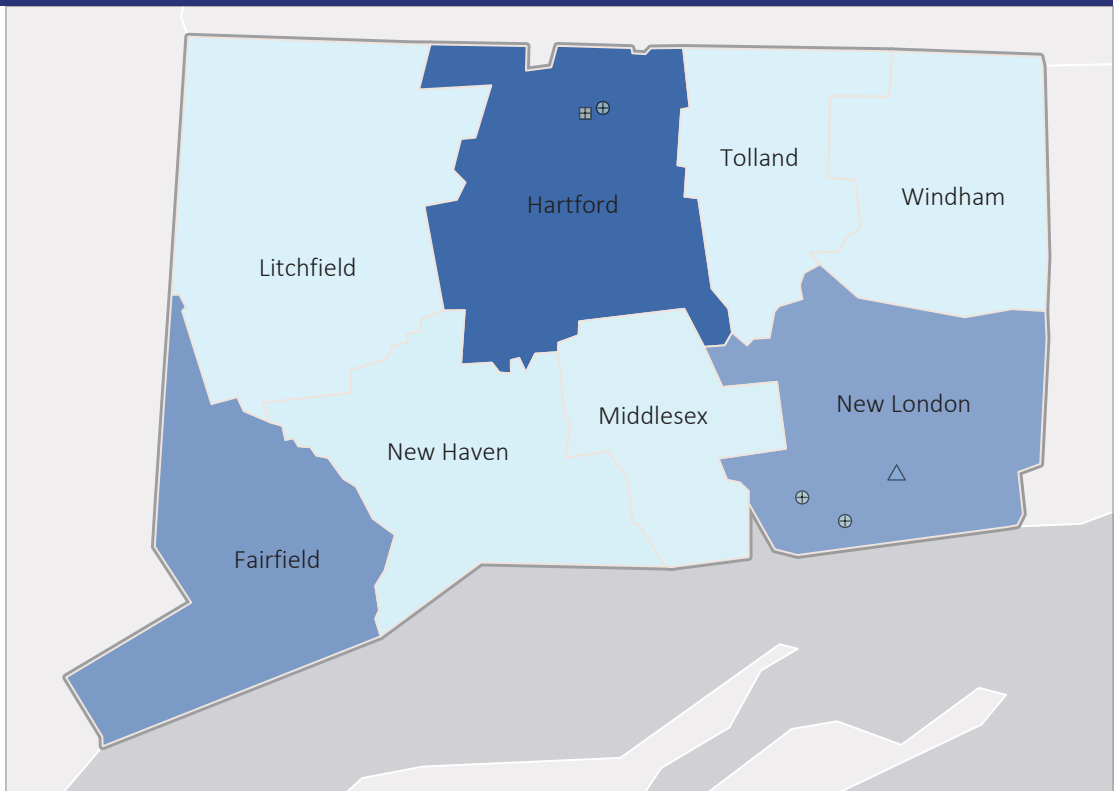 Tolland
Windham
Hartford
Litchfield
New London
Middlesex
New Haven
Fairfield